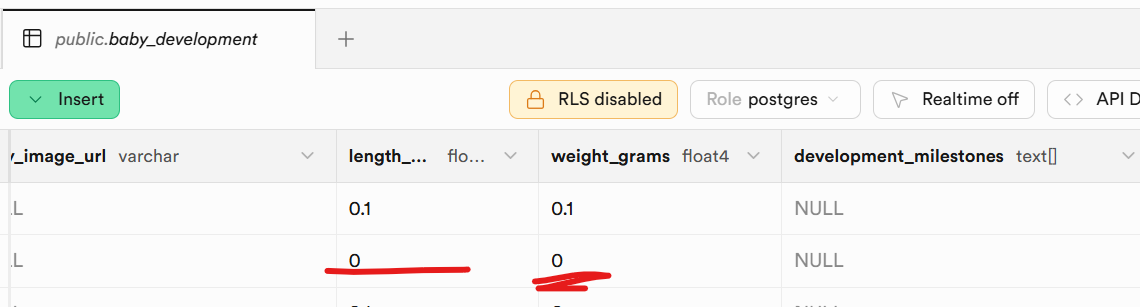 public.baby_development
Insert
RLS disabled
Role postgres
Realtime off
API D
_image_url varchar
length_... flo...
weight_grams float4
development_milestones text[]
LL
0.1
0.1
NULL
LL
0
0
NULL